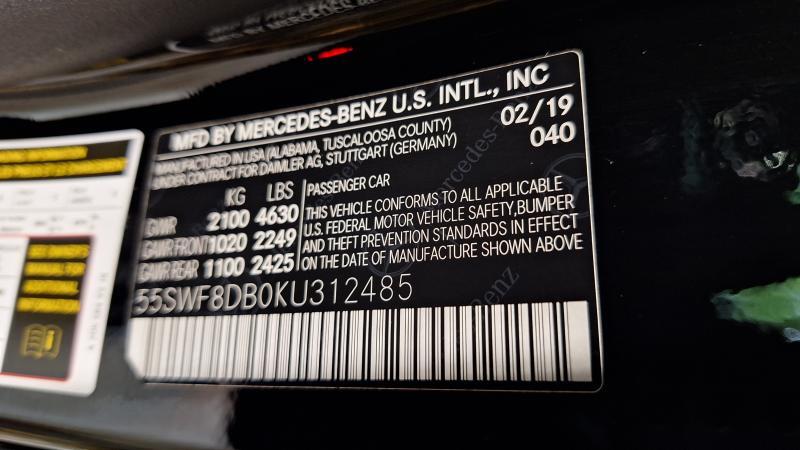 MFD BY MERCEDES-BENZ U.S. INTL., INC
MANUFACTURED IN USA (ALABAMA, TUSCALOOSA COUNTY)
UNDER CONTRACT FOR DAIMLER AG, STUTTGART (GERMANY)
02/19
040
KG LBS
GVWR 2100 4630
GAWR FRONT 1020 2249
GAWR REAR 1100 2425
PASSENGER CAR
THIS VEHICLE CONFORMS TO ALL APPLICABLE
U.S. FEDERAL MOTOR VEHICLE SAFETY, BUMPER
AND THEFT PREVENTION STANDARDS IN EFFECT
ON THE DATE OF MANUFACTURE SHOWN ABOVE
55SWF8DB0KU312485
SEE OWNER'S
MANUAL FOR
ADDITIONAL
INFORMATION